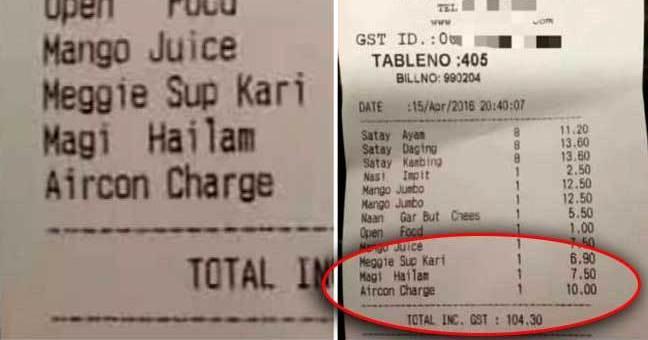 Open Food
Mango Juice
Meggie Sup Kari
Magi Hailam
Aircon Charge
TOTAL IN
TEL
www com
GST ID.:0
TABLENO :405
BILLNO: 990204
DATE :15/Apr/2016 20:40:07
Satay Ayam 8 11.20
Satay Daging 8 13.60
Satay Kambing 8 13.60
Nasi Impit 1 2.50
Mango Jumbo 1 12.50
Mango Jumbo 1 12.50
Naan Gar But Chees 1 5.50
Open Food 1 1.00
Mango Juice 1 7.50
Meggie Sup Kari 1 6.90
Magi Hailam 1 7.50
Aircon Charge 1 10.00
TOTAL INC. GST : 104.30